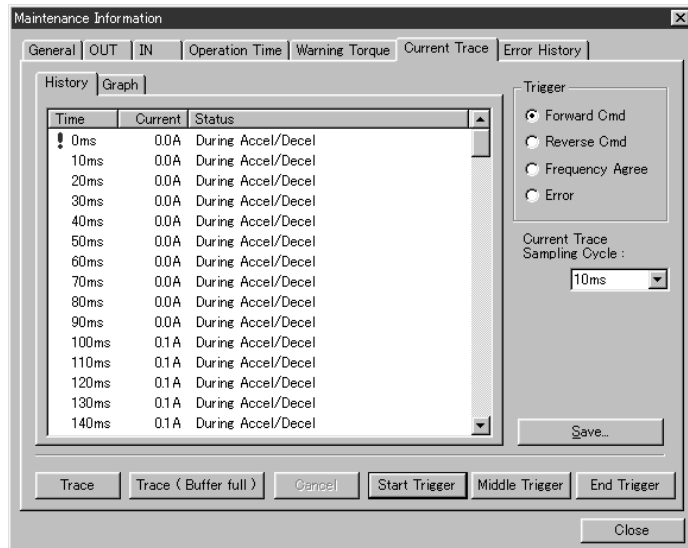 Maintenance Information
General OUT IN Operation Time Warning Torque Current Trace Error History
History Graph
Time Current Status
0ms 0.0A During Accel/Decel
10ms 0.0A During Accel/Decel
20ms 0.0A During Accel/Decel
30ms 0.0A During Accel/Decel
40ms 0.0A During Accel/Decel
50ms 0.0A During Accel/Decel
60ms 0.0A During Accel/Decel
70ms 0.0A During Accel/Decel
80ms 0.0A During Accel/Decel
90ms 0.0A During Accel/Decel
100ms 0.1A During Accel/Decel
110ms 0.1A During Accel/Decel
120ms 0.1A During Accel/Decel
130ms 0.1A During Accel/Decel
140ms 0.1A During Accel/Decel
Trigger
Forward Cmd
Reverse Cmd
Frequency Agree
Error
Current Trace
Sampling Cycle :
10ms
Save...
Trace Trace ( Buffer full ) Cancel Start Trigger Middle Trigger End Trigger
Close